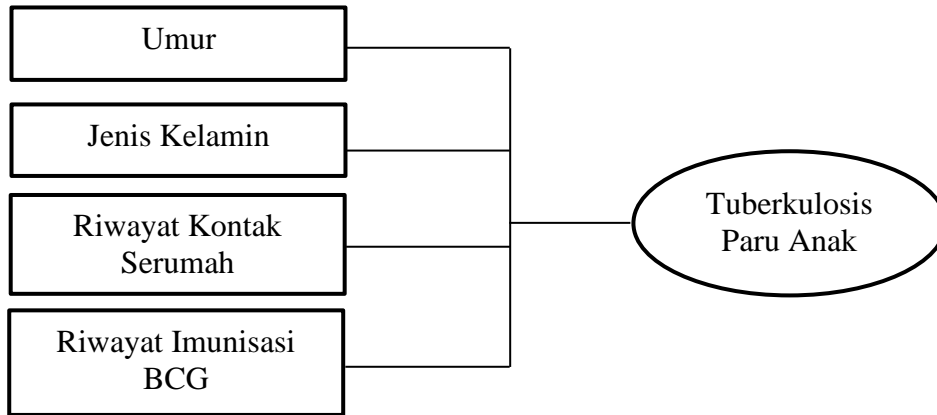 Umur
Jenis Kelamin
Riwayat Kontak
Serumah
Riwayat Imunisasi
BCG
Tuberkulosis
Paru Anak